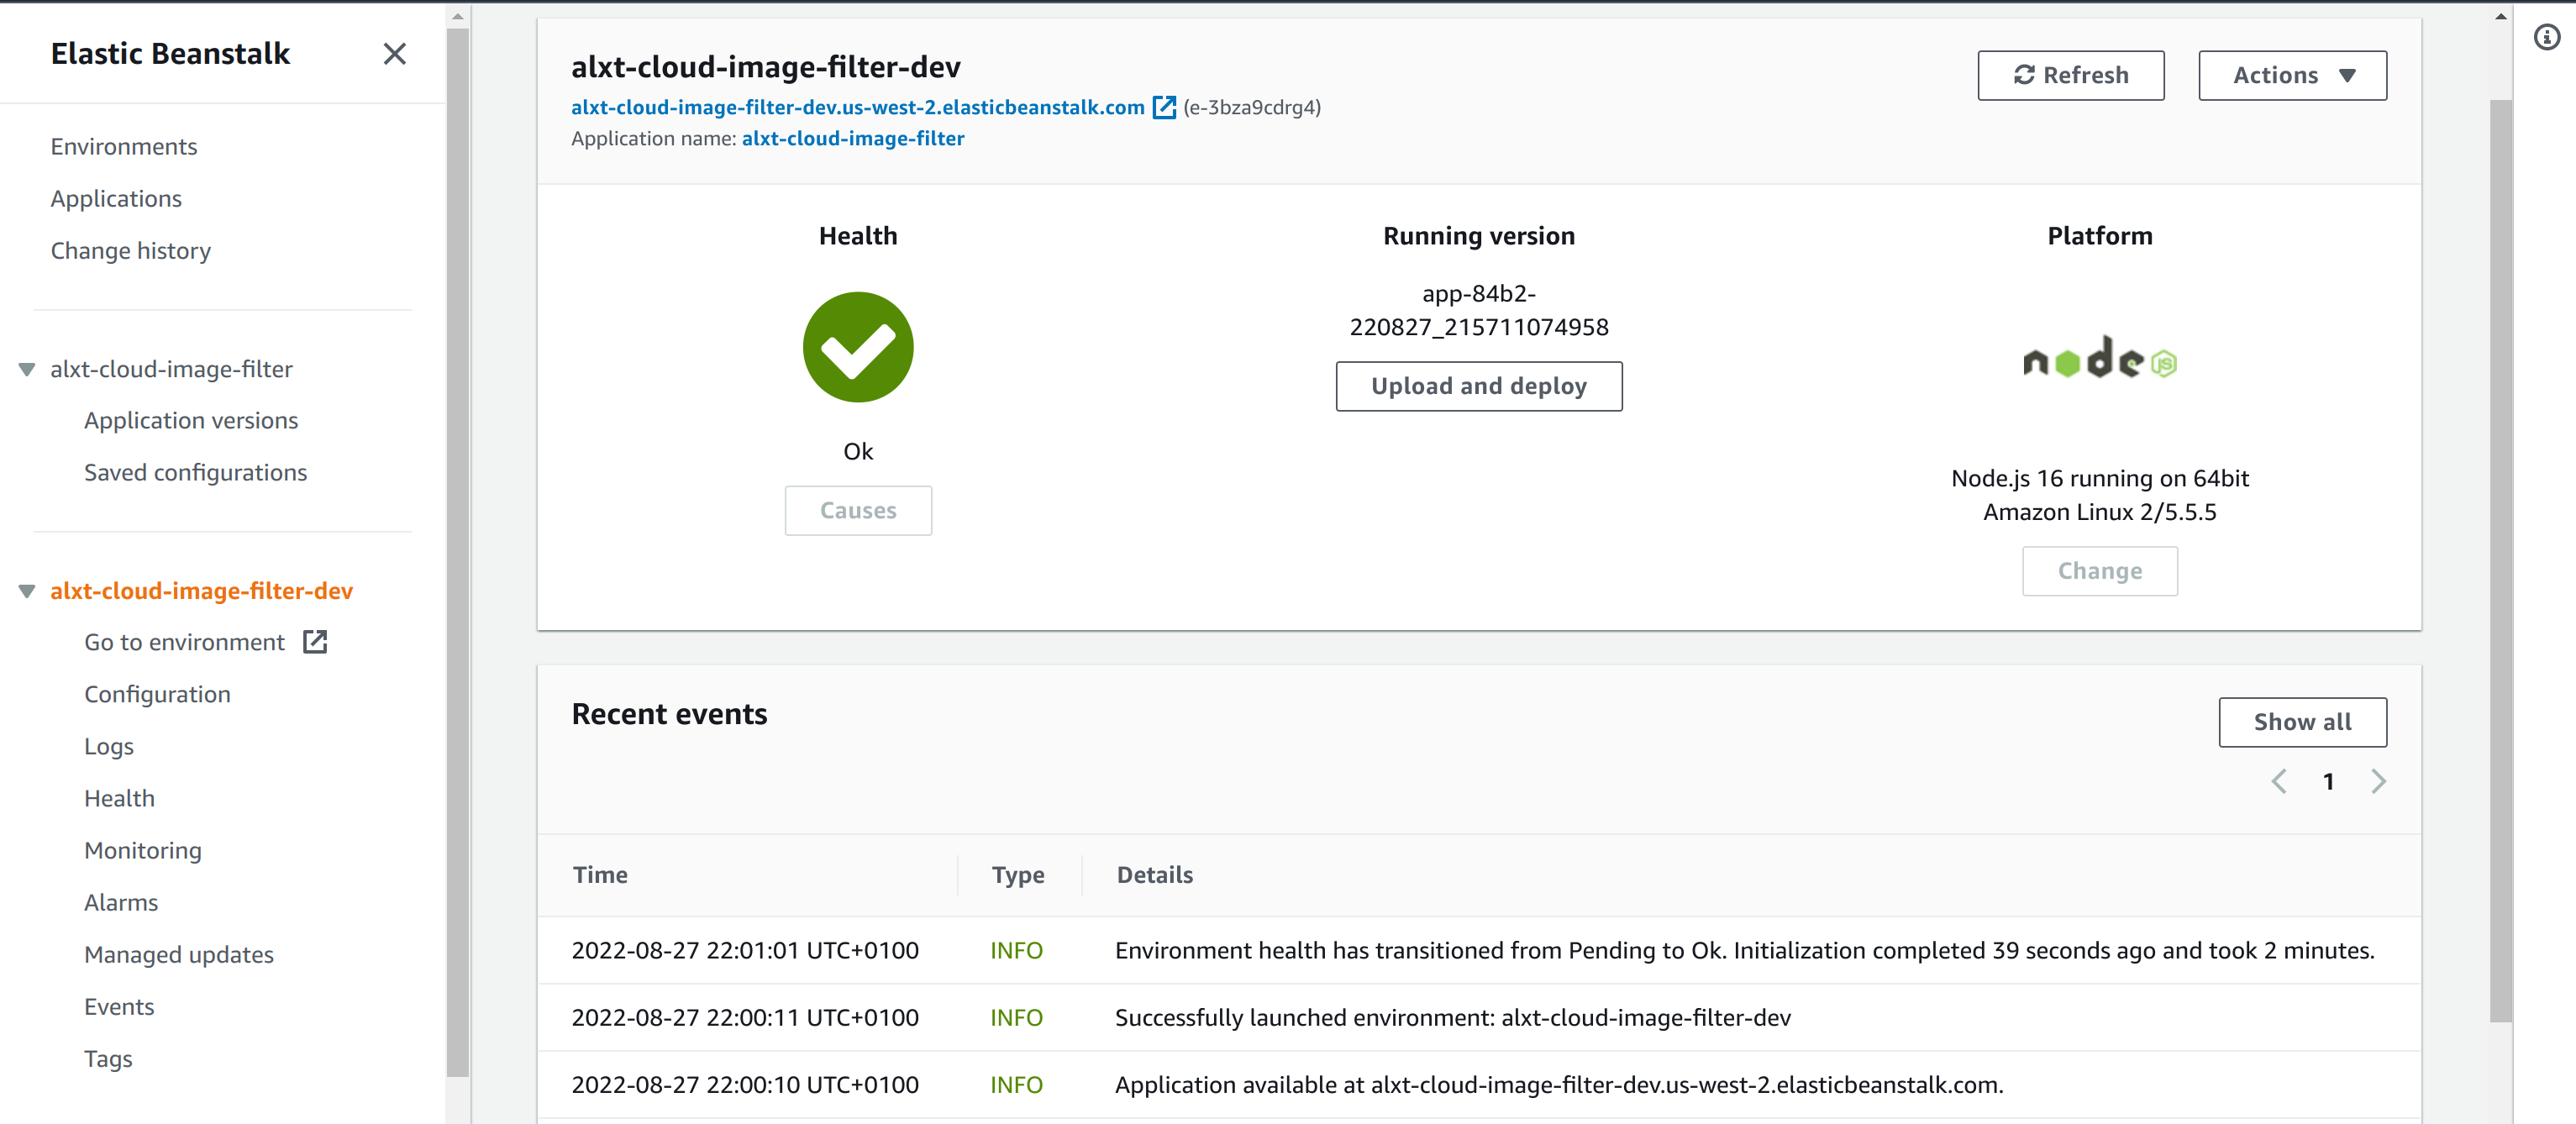 Elastic Beanstalk
Environments
Applications
Change history
alxt-cloud-image-filter
Application versions
Saved configurations
alxt-cloud-image-filter-dev
Go to environment
Configuration
Logs
Health
Monitoring
Alarms
Managed updates
Events
Tags
alxt-cloud-image-filter-dev
alxt-cloud-image-filter-dev.us-west-2.elasticbeanstalk.com (e-3bza9cdrg4)
Application name: alxt-cloud-image-filter
Refresh
Actions
Health
Ok
Causes
Running version
app-84b2-
220827_215711074958
Upload and deploy
Platform
node JS
Node.js 16 running on 64bit
Amazon Linux 2/5.5.5
Change
Recent events
Show all
1
Time Type Details
2022-08-27 22:01:01 UTC+0100 INFO Environment health has transitioned from Pending to Ok. Initialization completed 39 seconds ago and took 2 minutes.
2022-08-27 22:00:11 UTC+0100 INFO Successfully launched environment: alxt-cloud-image-filter-dev
2022-08-27 22:00:10 UTC+0100 INFO Application available at alxt-cloud-image-filter-dev.us-west-2.elasticbeanstalk.com.